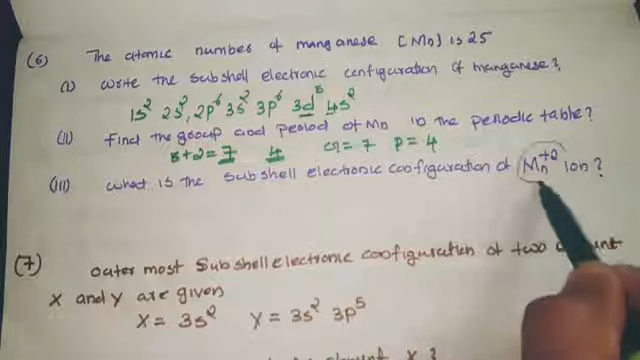 (6) The atomic number of manganese [Mn] is 25
(i) Write the subshell electronic configuration of manganese?
1s² 2s², 2p⁶ 3s² 3p⁶ 3d⁵ 4s²
(ii) Find the group and period of Mn in the periodic table?
5+2=7 4 G=7 P=4
(iii) What is the subshell electronic configuration of Mn⁺² ion?
(7) Outer most Subshell electronic configuration of two
X and Y are given
X = 3s² Y = 3s² 3p⁵